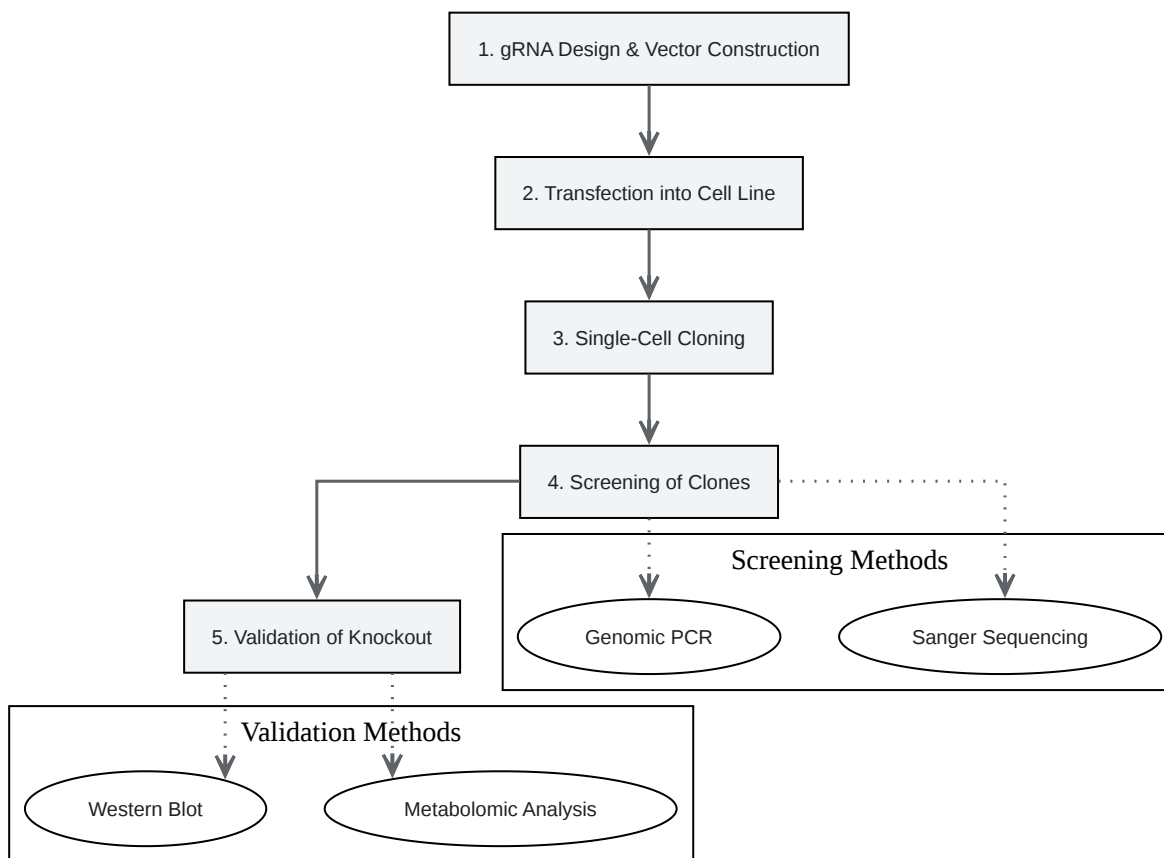 1. gRNA Design & Vector Construction
2. Transfection into Cell Line
3. Single-Cell Cloning
4. Screening of Clones
Screening Methods
5. Validation of Knockout
Genomic PCR
Sanger Sequencing
Validation Methods
Western Blot
Metabolomic Analysis